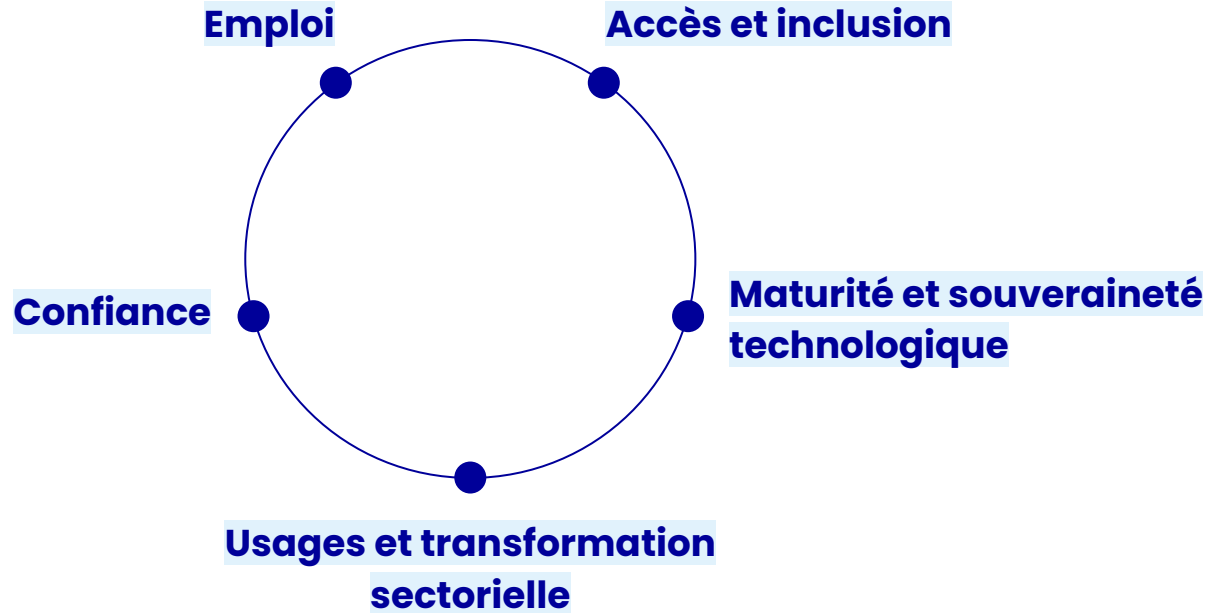 Emploi
Accès et inclusion
Confiance
Maturité et souveraineté
technologique
Usages et transformation
sectorielle